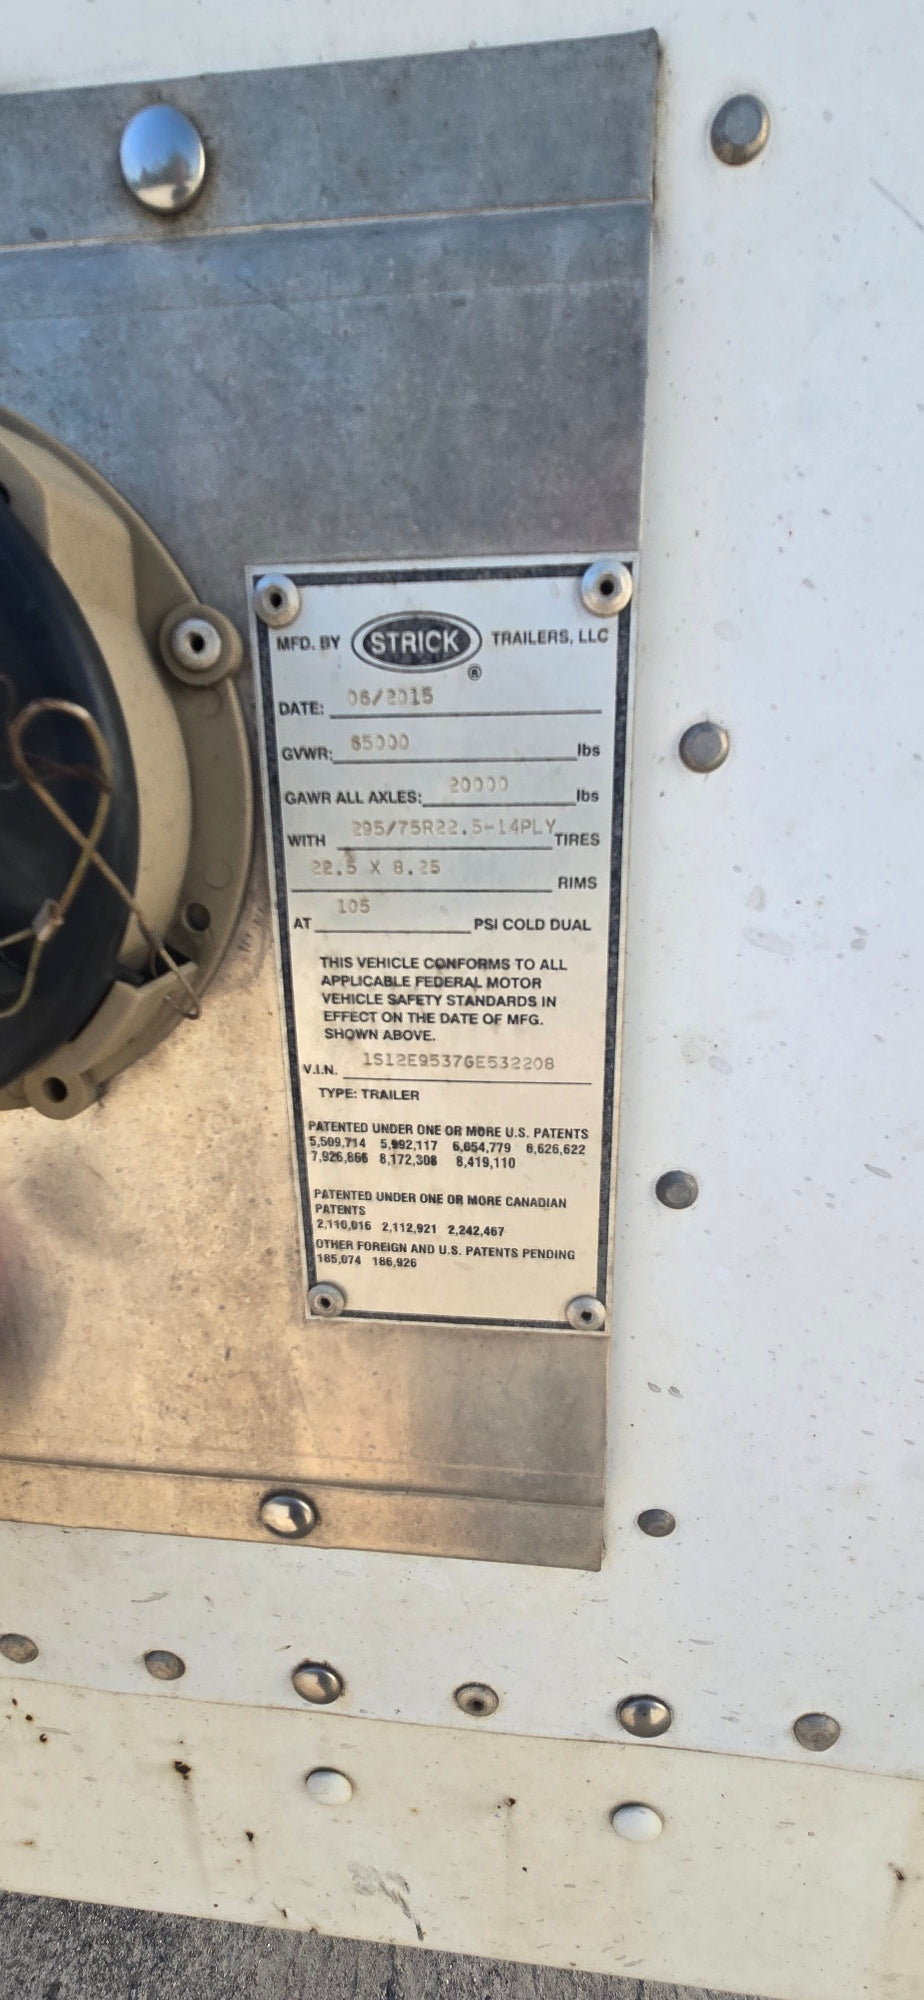 MFD. BY STRICK ® TRAILERS, LLC
DATE: 06/2015
GVWR: 65000 lbs
GAWR ALL AXLES: 20000 lbs
WITH 295/75R22.5-14PLY TIRES
22.5 X 8.25 RIMS
AT 105 PSI COLD DUAL
THIS VEHICLE CONFORMS TO ALL
APPLICABLE FEDERAL MOTOR
VEHICLE SAFETY STANDARDS IN
EFFECT ON THE DATE OF MFG.
SHOWN ABOVE.
V.I.N. 1S12E9537GE532208
TYPE: TRAILER
PATENTED UNDER ONE OR MORE U.S. PATENTS
5,509,714 5,992,117 6,654,779 6,626,622
7,926,866 8,172,308 8,419,110
PATENTED UNDER ONE OR MORE CANADIAN
PATENTS
2,110,016 2,112,921 2,242,467
OTHER FOREIGN AND U.S. PATENTS PENDING
185,074 186,926